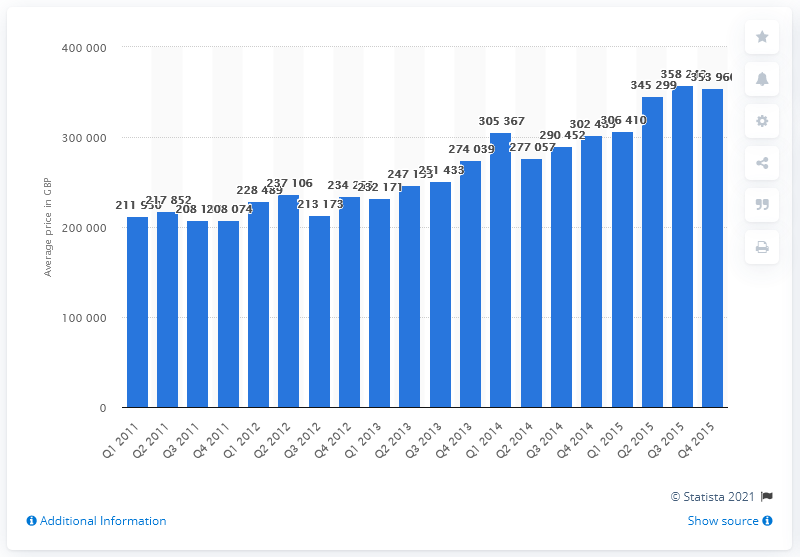 400 000
300 000
200 000
100 000
0
Average price in GBP
217 852
228 489
237 106
213 173
232 171
251 433
274 039
305 367
277 057
290 452
306 410
345 299
208 074
Q1 2011
Q2 2011
Q3 2011
Q4 2011
Q1 2012
Q2 2012
Q3 2012
Q4 2012
Q1 2013
Q2 2013
Q3 2013
Q4 2013
Q1 2014
Q2 2014
Q3 2014
Q4 2014
Q1 2015
Q2 2015
Q3 2015
Q4 2015
© Statista 2021
Additional Information
Show source